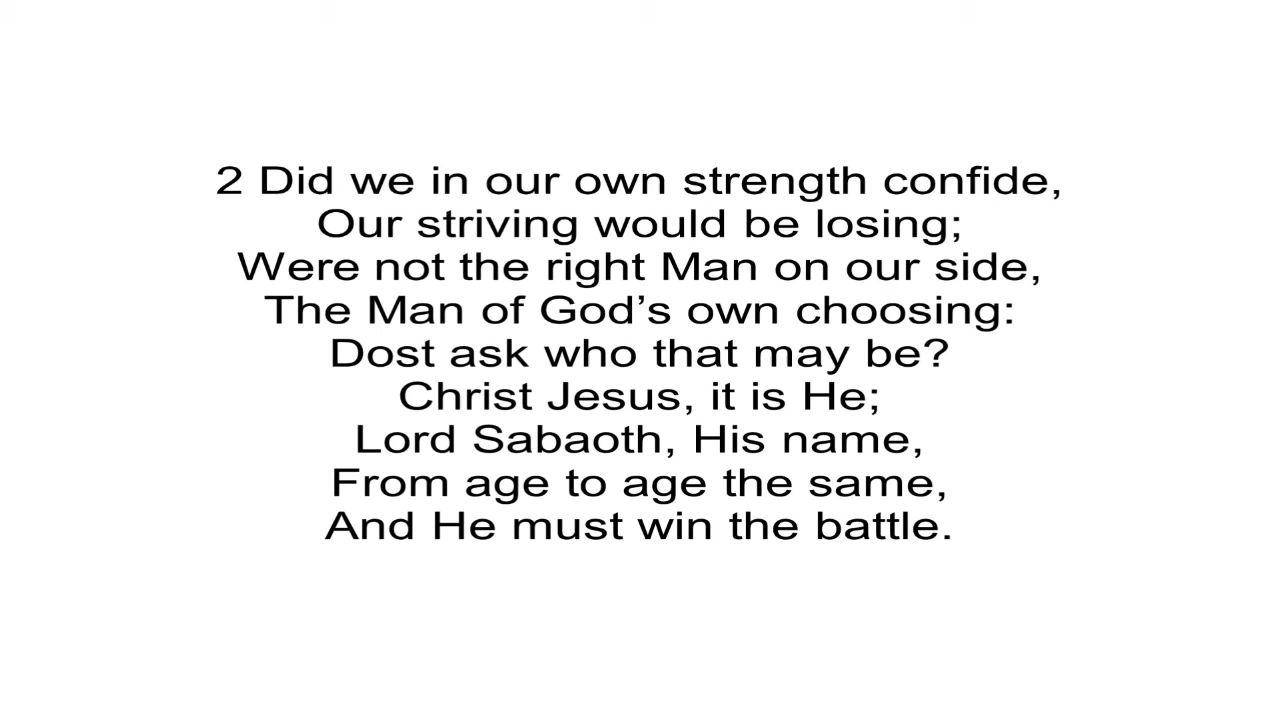 2 Did we in our own strength confide,
Our striving would be losing;
Were not the right Man on our side,
The Man of God’s own choosing:
Dost ask who that may be?
Christ Jesus, it is He;
Lord Sabaoth, His name,
From age to age the same,
And He must win the battle.